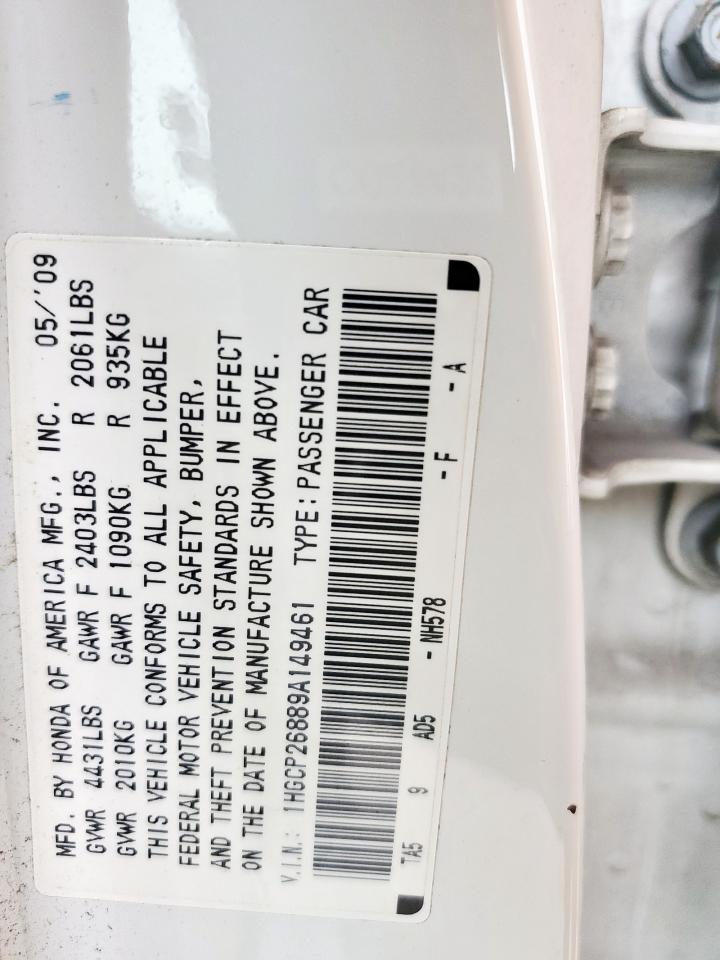 MFD. BY HONDA OF AMERICA MFG., INC. 05/'09
GVWR 4431LBS GAWR F 2403LBS R 2061LBS
GVWR 2010KG GAWR F 1090KG R 935KG
THIS VEHICLE CONFORMS TO ALL APPLICABLE
FEDERAL MOTOR VEHICLE SAFETY, BUMPER,
AND THEFT PREVENTION STANDARDS IN EFFECT
ON THE DATE OF MANUFACTURE SHOWN ABOVE.
V.I.N.: 1HGCP26889A149461 TYPE: PASSENGER CAR
TA5 9 AD5 - NH578 - F - A